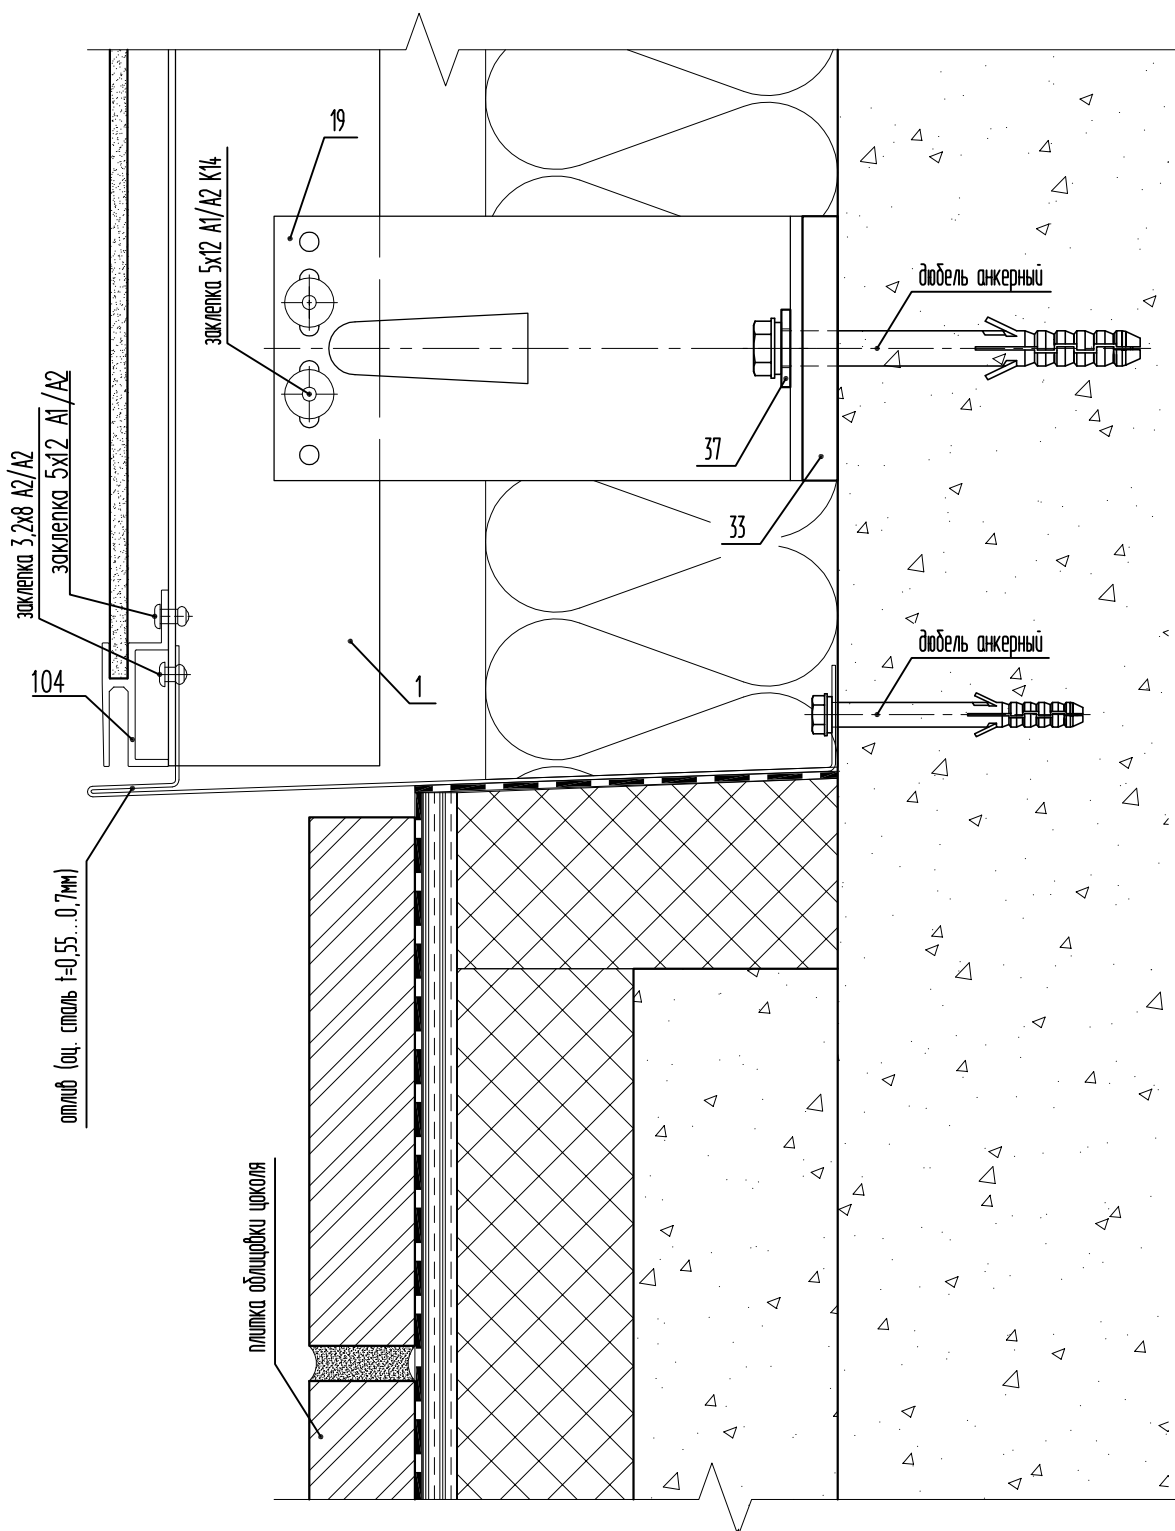 19
заклепка 5х12 А1/А2 К14
дюбель анкерный
заклепка 5х12 А1/А2
заклепка 3,2х8 А2/А2
37
33
104
1
дюбель анкерный
отлив (оц. сталь t=0,55...0,7мм)
плитка облицовки цоколя